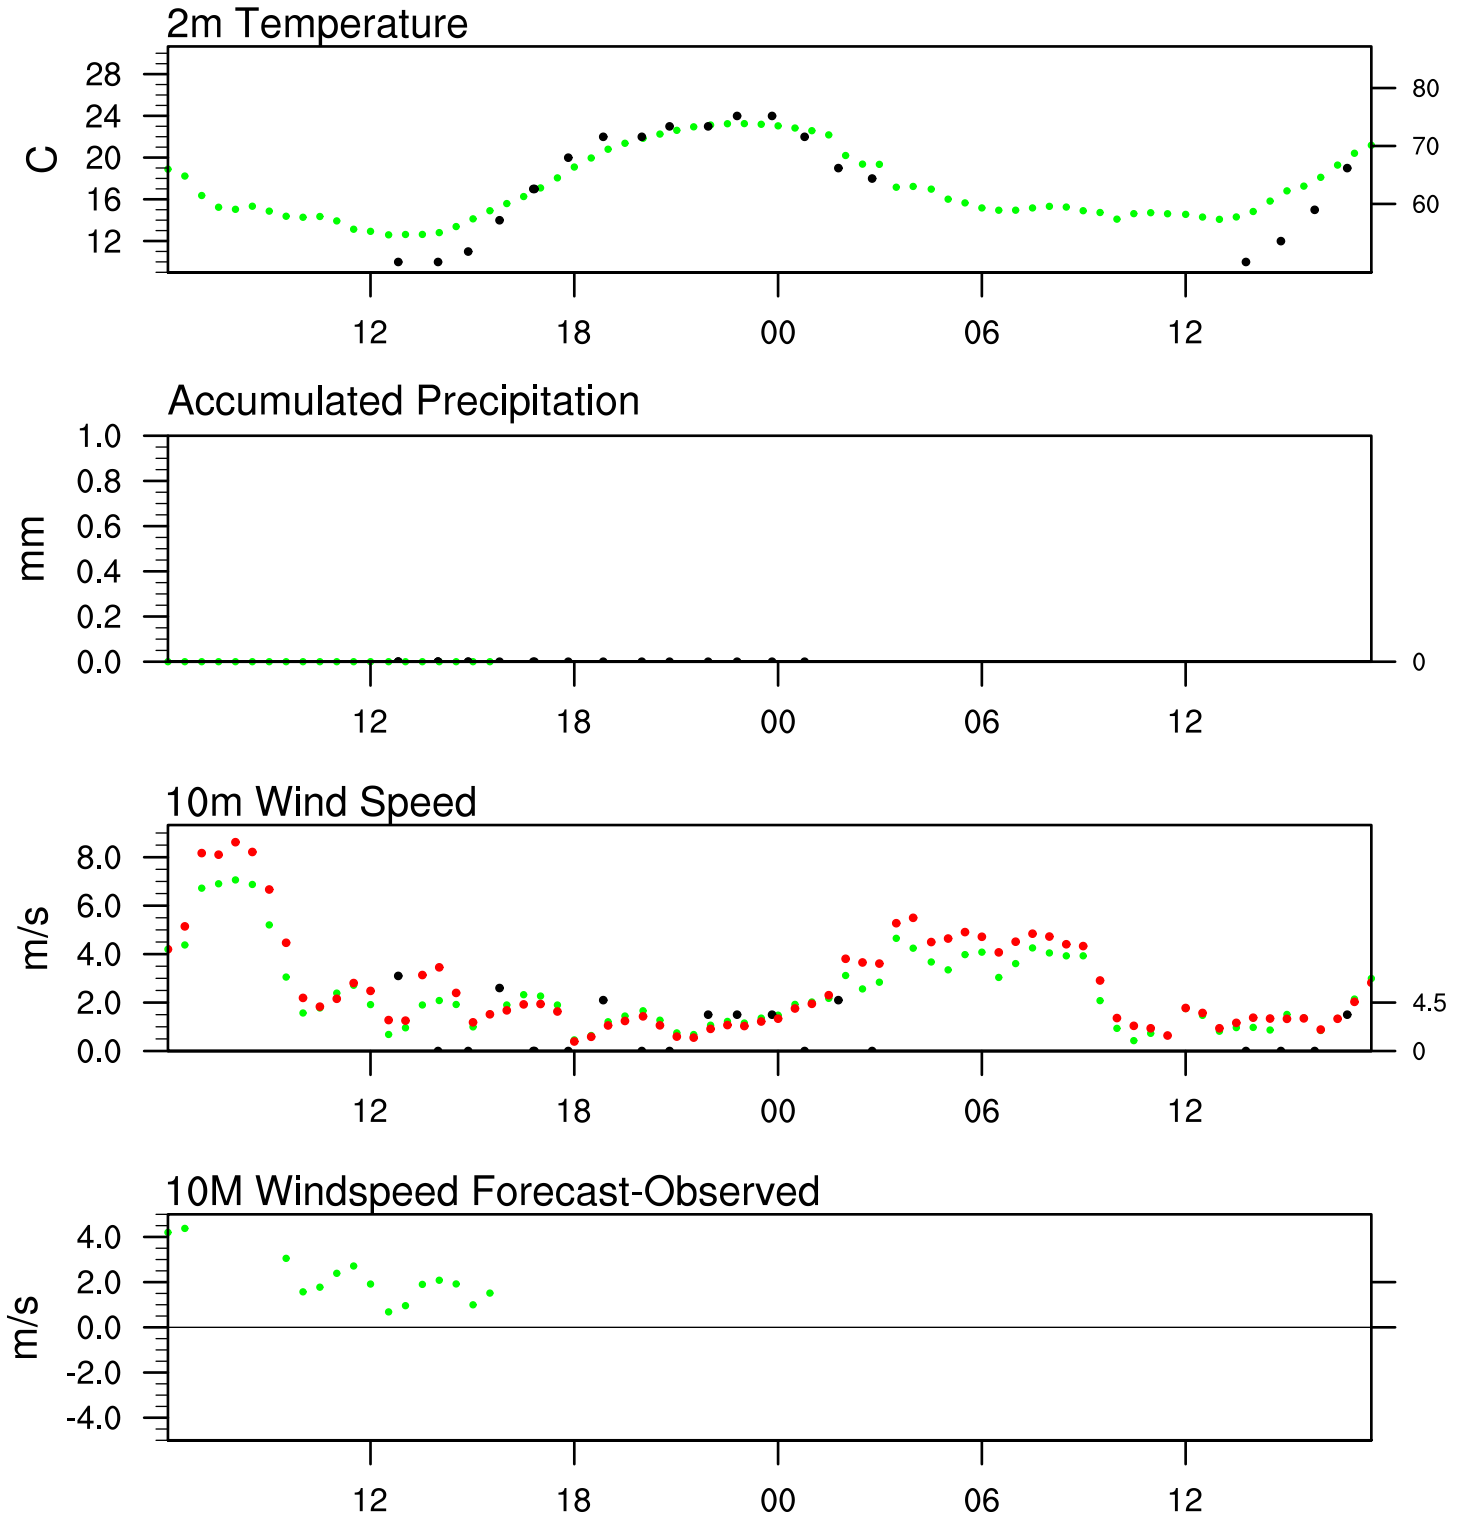 2m Temperature
28
24
20
16
12
C
80
70
60
12 18 00 06 12
Accumulated Precipitation
1.0
0.8
0.6
0.4
0.2
0.0
mm
0
12 18 00 06 12
10m Wind Speed
8.0
6.0
4.0
2.0
0.0
m/s
4.5
0
12 18 00 06 12
10M Windspeed Forecast-Observed
4.0
2.0
0.0
-2.0
-4.0
m/s
12 18 00 06 12